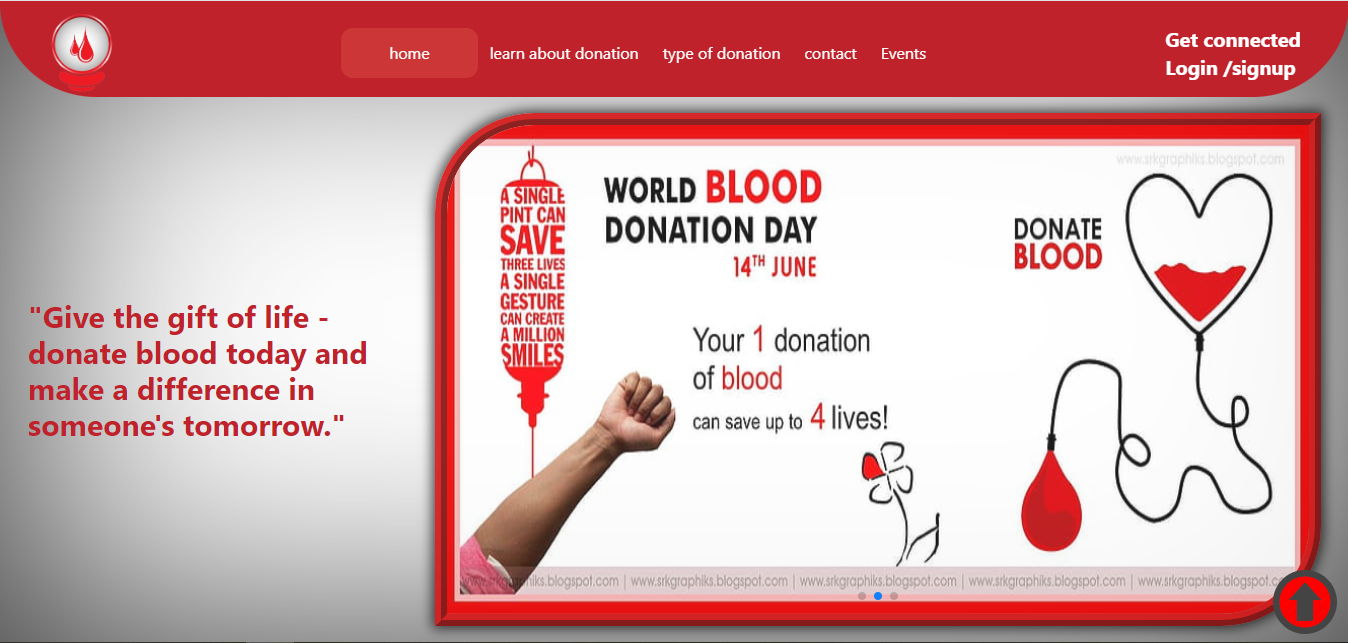 home
learn about donation
type of donation
contact
Events
Get connected
Login /signup
"Give the gift of life -
donate blood today and
make a difference in
someone's tomorrow."
www.srkgraphiks.blogspot.com
A SINGLE
PINT CAN
SAVE
THREE LIVES
A SINGLE
GESTURE
CAN CREATE
A MILLION
SMILES
WORLD BLOOD
DONATION DAY
14TH JUNE
Your 1 donation
of blood
can save up to 4 lives!
DONATE
BLOOD
www.srkgraphiks.blogspot.com | www.srkgraphiks.blogspot.com | www.srkgraphiks.blogspot.com | www.srkgraphiks.blogspot.com | www.srkgraphiks.blogspot.c